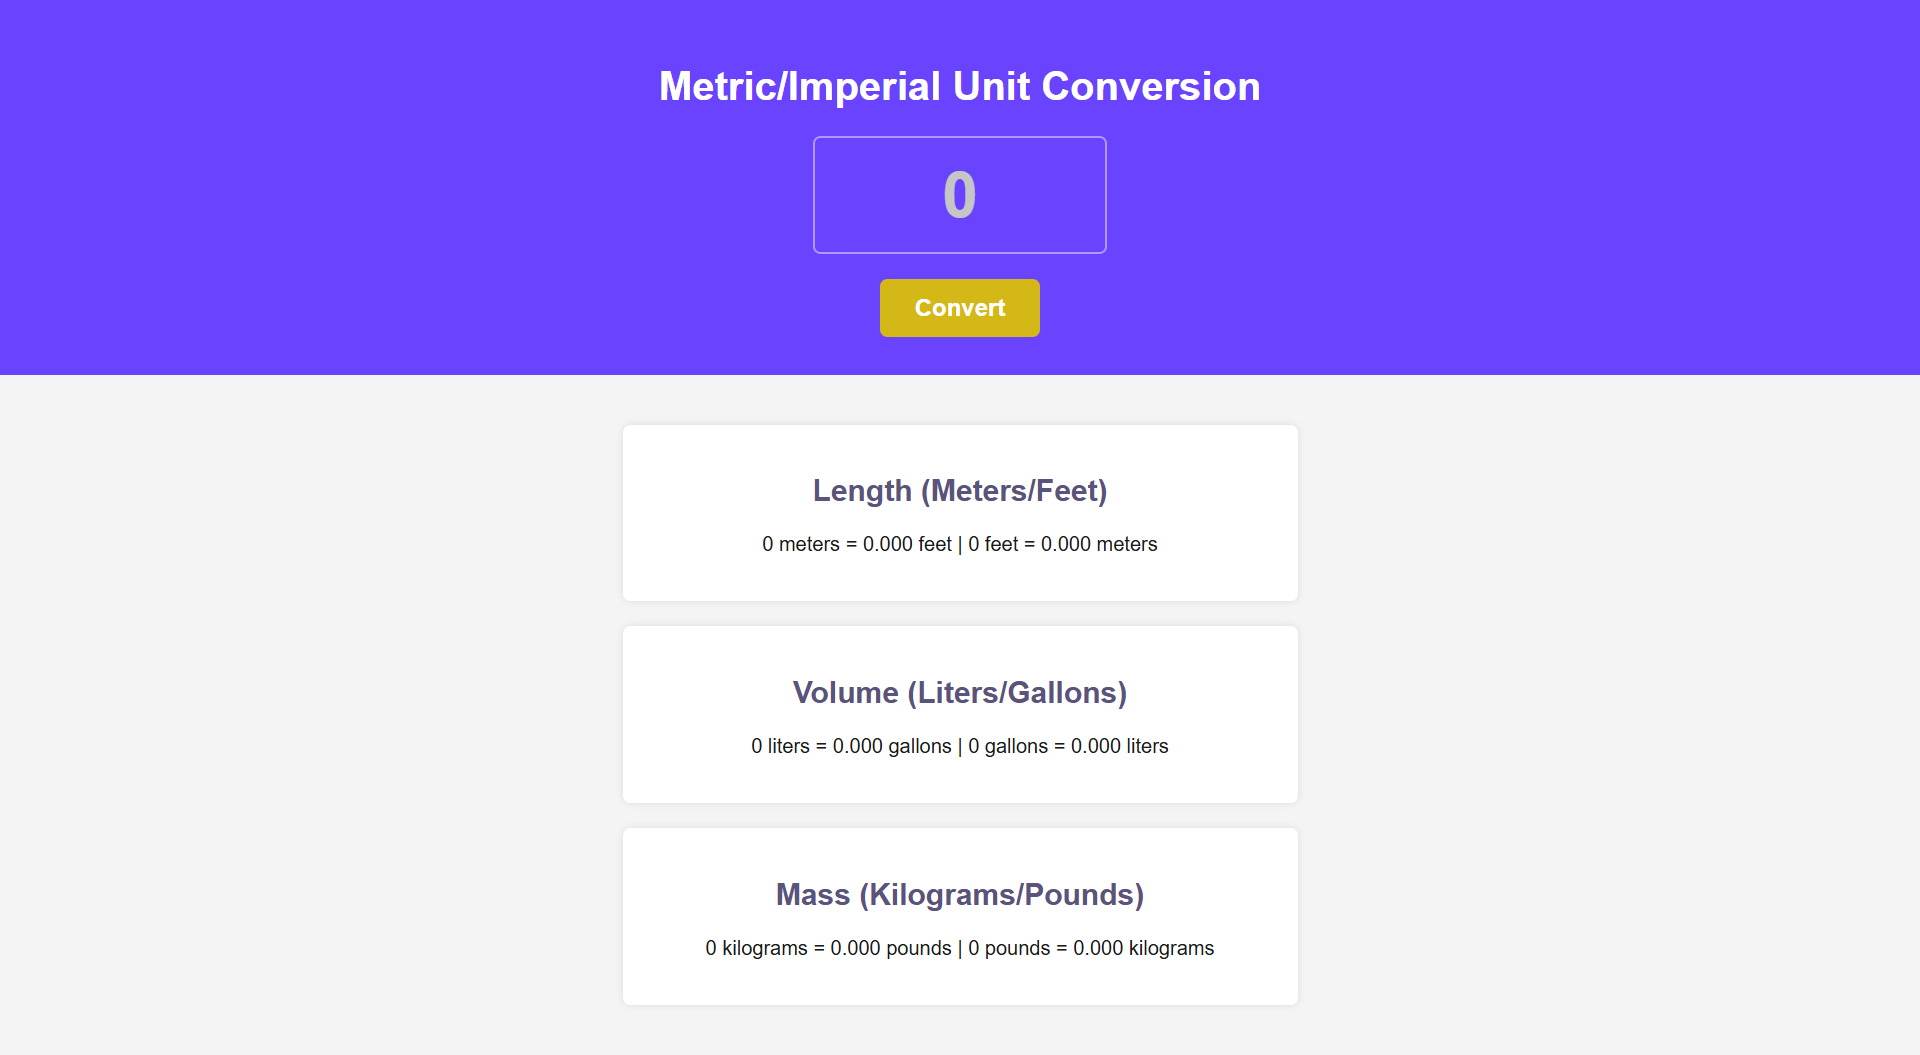 Metric/Imperial Unit Conversion
0
Convert
Length (Meters/Feet)
0 meters = 0.000 feet | 0 feet = 0.000 meters
Volume (Liters/Gallons)
0 liters = 0.000 gallons | 0 gallons = 0.000 liters
Mass (Kilograms/Pounds)
0 kilograms = 0.000 pounds | 0 pounds = 0.000 kilograms